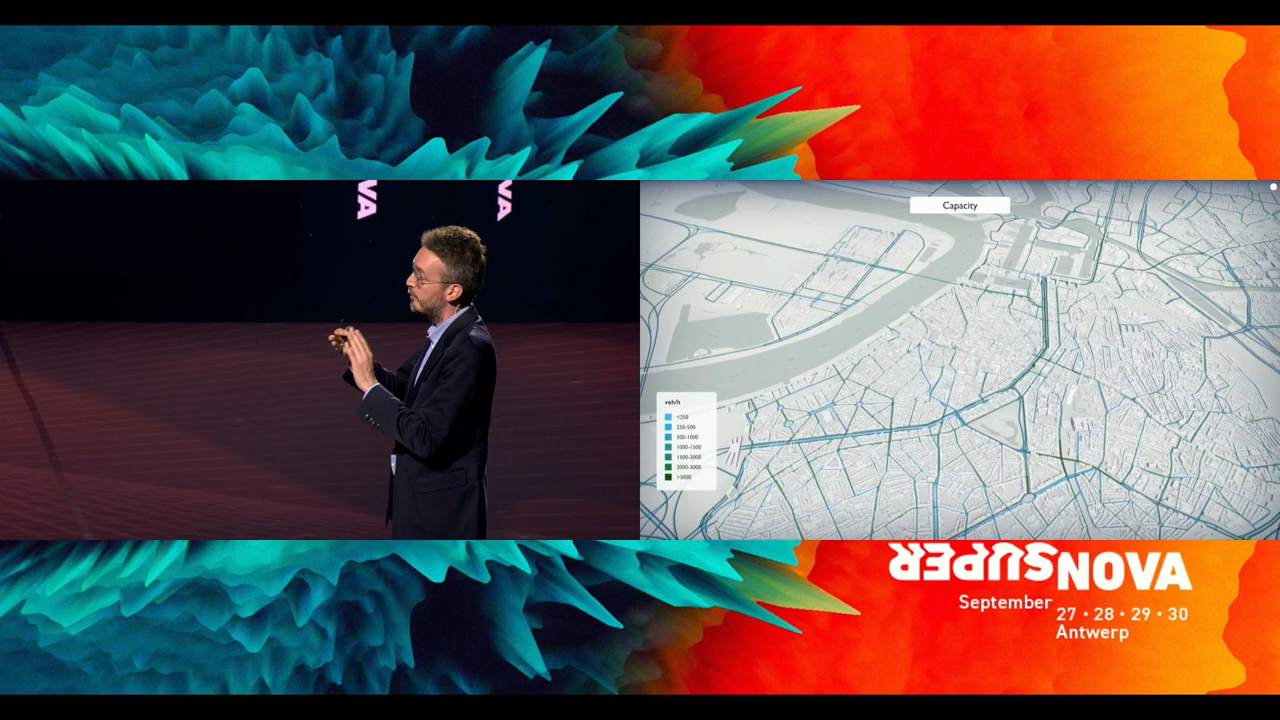 VA
VA
Capacity
veh/h
<250
250-500
500-1000
1000-1500
1500-2000
2000-3000
>3000
SUPERNOVA
September
27 • 28 • 29 • 30
Antwerp